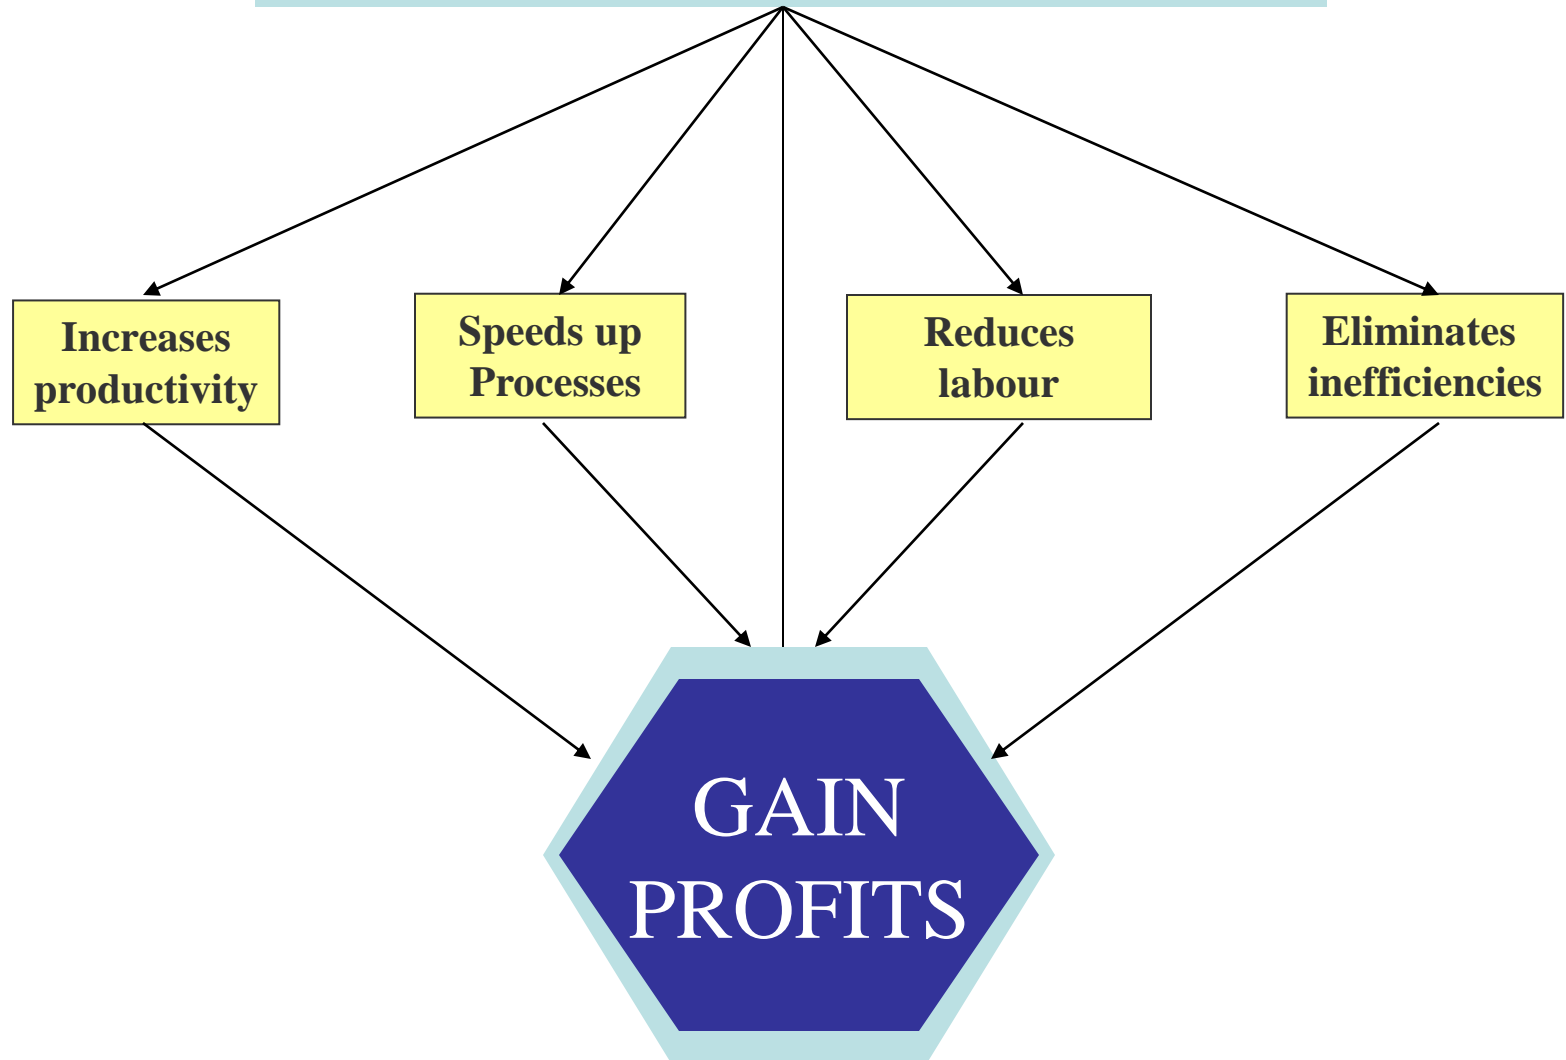 Increases
productivity
Speeds up
Processes
Reduces
labour
Eliminates
inefficiencies
GAIN
PROFITS